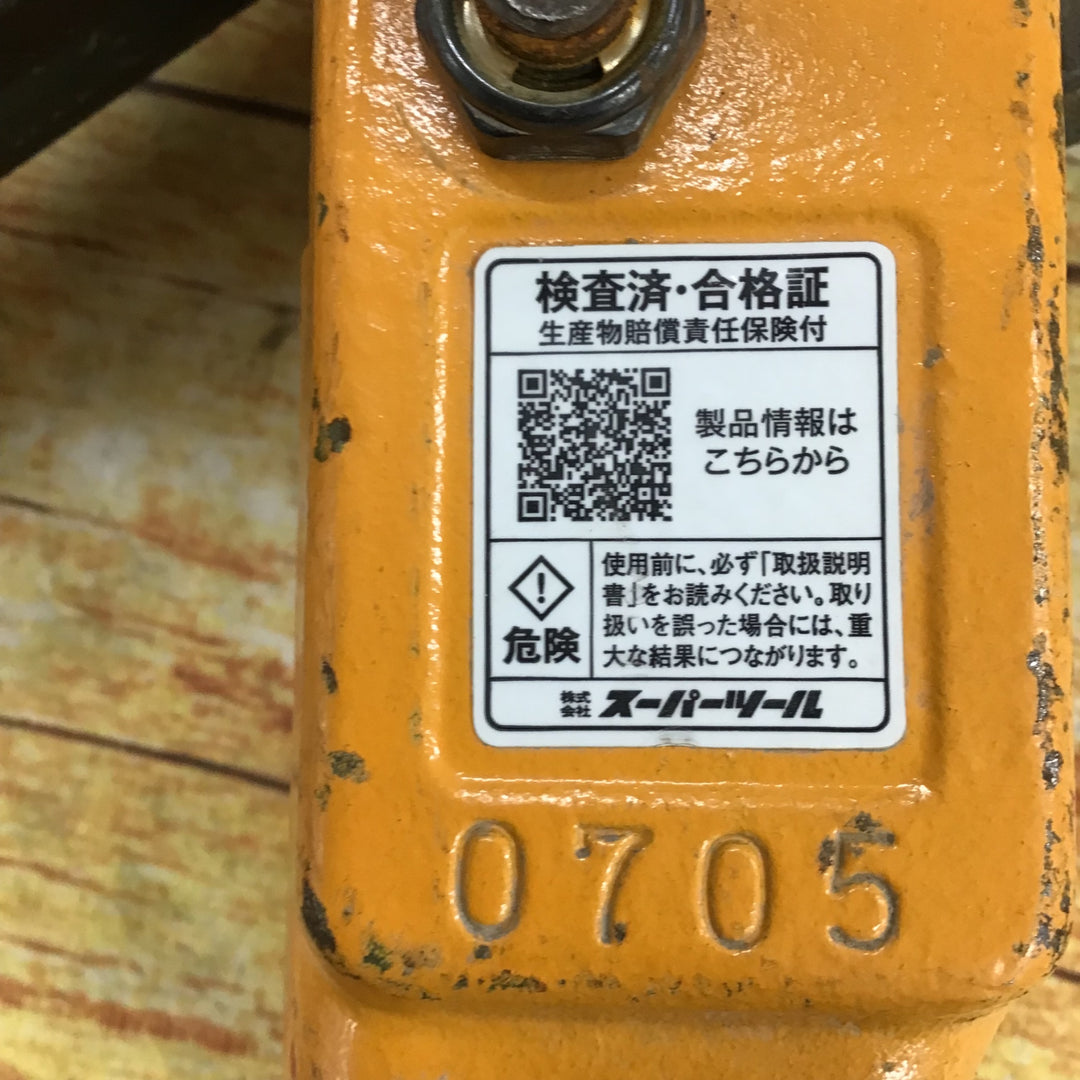 検査済・合格証
生産物賠償責任保険付
製品情報は
こちらから
危険
使用前に、必ず「取扱説明
書」をお読みください。取り
扱いを誤った場合には、重
大な結果につながります。
株式会社 スーパーツール
0705